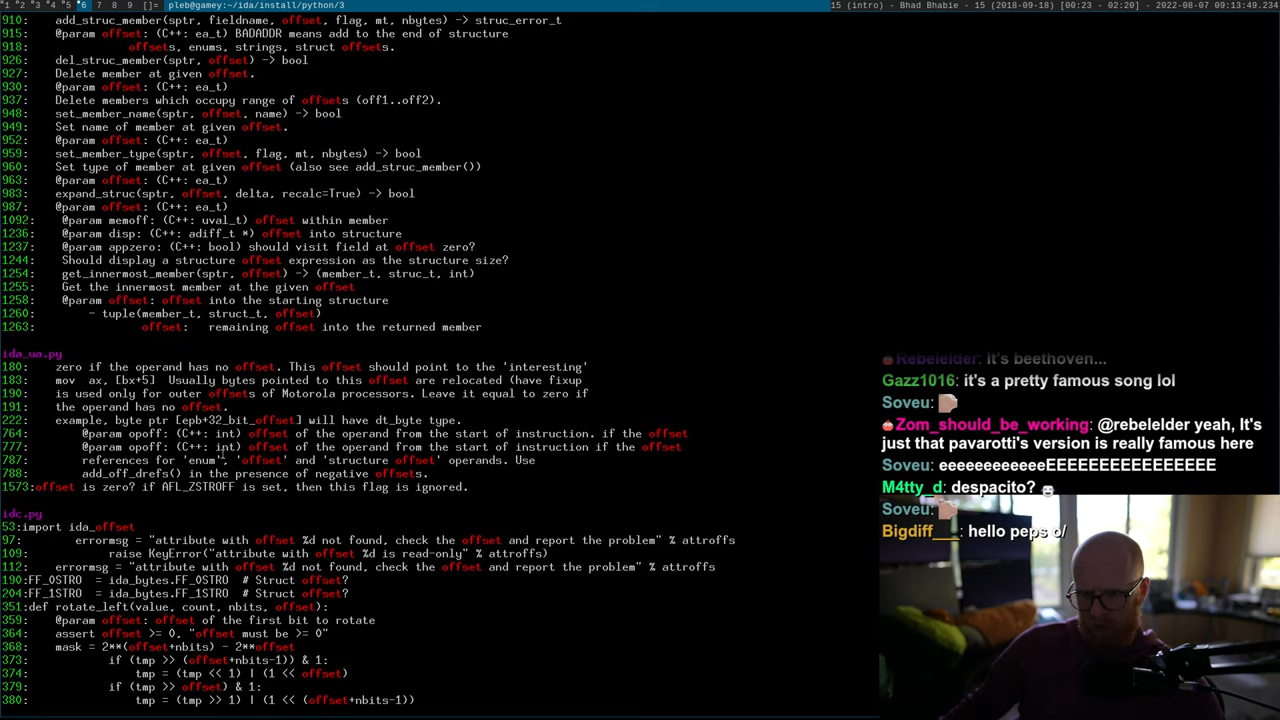 1 2 3 4 5 6 7 8 9 []= pleb@gamey:~/ida/install/python/3 15 (intro) - Bhad Bhabie - 15 (2018-09-18) [00:23 - 02:20] - 2022-08-07 09:13:49.234
910: add_struc_member(sptr, fieldname, offset, flag, mt, nbytes) -> struc_error_t
915: @param offset: (C++: ea_t) BADADDR means add to the end of structure
918: offsets, enums, strings, struct offsets.
926: del_struc_member(sptr, offset) -> bool
927: Delete member at given offset.
930: @param offset: (C++: ea_t)
937: Delete members which occupy range of offsets (off1..off2).
948: set_member_name(sptr, offset, name) -> bool
949: Set name of member at given offset.
952: @param offset: (C++: ea_t)
959: set_member_type(sptr, offset, flag, mt, nbytes) -> bool
960: Set type of member at given offset (also see add_struc_member())
963: @param offset: (C++: ea_t)
983: expand_struc(sptr, offset, delta, recalc=True) -> bool
987: @param offset: (C++: ea_t)
1092: @param memoff: (C++: uval_t) offset within member
1236: @param disp: (C++: adiff_t *) offset into structure
1237: @param appzero: (C++: bool) should visit field at offset zero?
1244: Should display a structure offset expression as the structure size?
1254: get_innermost_member(sptr, offset) -> (member_t, struc_t, int)
1255: Get the innermost member at the given offset
1258: @param offset: offset into the starting structure
1260: - tuple(member_t, struct_t, offset)
1263: offset: remaining offset into the returned member
ida_ua.py
180: zero if the operand has no offset. This offset should point to the 'interesting'
183: mov ax, [bx+5] Usually bytes pointed to this offset are relocated (have fixup
190: is used only for outer offsets of Motorola processors. Leave it equal to zero if
191: the operand has no offset.
222: example, byte ptr [epb+32_bit_offset] will have dt_byte type.
764: @param opoff: (C++: int) offset of the operand from the start of instruction. if the offset
777: @param opoff: (C++: int) offset of the operand from the start of instruction if the offset
787: references for 'enum', 'offset' and 'structure offset' operands. Use
788: add_off_drefs() in the presence of negative offsets.
1573:offset is zero? if AFL_ZSTROFF is set, then this flag is ignored.
idc.py
53:import ida_offset
97: errormsg = "attribute with offset %d not found, check the offset and report the problem" % attroffs
109: raise KeyError("attribute with offset %d is read-only" % attroffs)
112: errormsg = "attribute with offset %d not found, check the offset and report the problem" % attroffs
190:FF_0STRO = ida_bytes.FF_0STRO # Struct offset?
204:FF_1STRO = ida_bytes.FF_1STRO # Struct offset?
351:def rotate_left(value, count, nbits, offset):
359: @param offset: offset of the first bit to rotate
364: assert offset >= 0, "offset must be >= 0"
368: mask = 2**(offset+nbits) - 2**offset
373: if (tmp >> (offset+nbits-1)) & 1:
374: tmp = (tmp << 1) | (1 << offset)
379: if (tmp >> offset) & 1:
380: tmp = (tmp >> 1) | (1 << (offset+nbits-1))
Rebelelder: it's beethoven...
Gazz1016: it's a pretty famous song lol
Soveu:
Zom_should_be_working: @rebelelder yeah, It's
just that pavarotti's version is really famous here
Soveu: eeeeeeeeeeeEEEEEEEEEEEEEEEE
M4tty_d: despacito?
Soveu:
Bigdiff___: hello peps o/